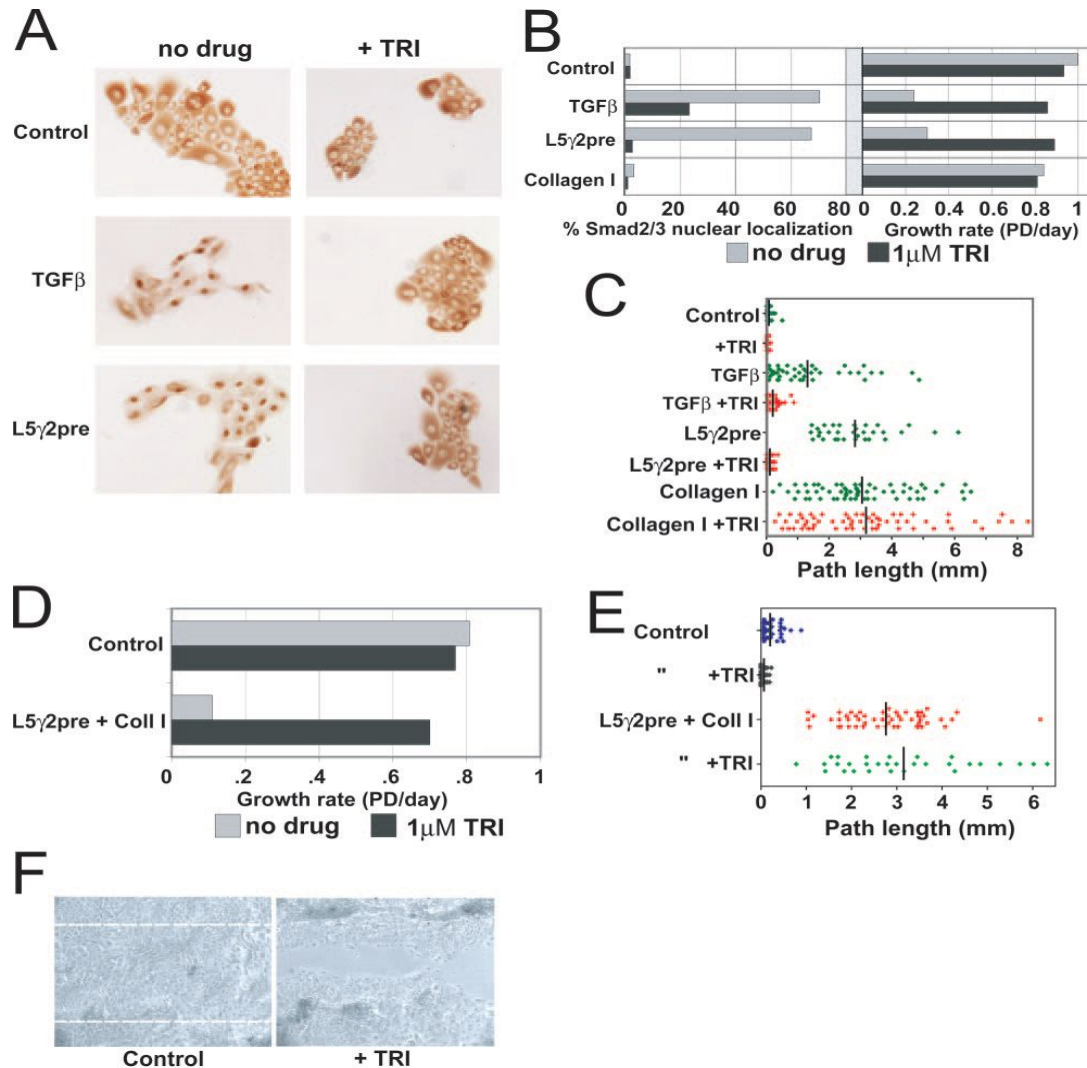 A
no drug
+ TRI
Control
TGFβ
L5γ2pre
B
Control
TGFβ
L5γ2pre
Collagen I
0 20 40 60 80
0 0.2 0.4 0.6 0.8 1
% Smad2/3 nuclear localization
Growth rate (PD/day)
no drug
1μM TRI
C
Control
+TRI
TGFβ
TGFβ +TRI
L5γ2pre
L5γ2pre +TRI
Collagen I
Collagen I +TRI
0 2 4 6 8
Path length (mm)
D
Control
L5γ2pre + Coll I
0 .2 .4 .6 .8 1
Growth rate (PD/day)
no drug
1μM TRI
E
Control
" +TRI
L5γ2pre + Coll I
" +TRI
0 1 2 3 4 5 6
Path length (mm)
F
Control
+ TRI